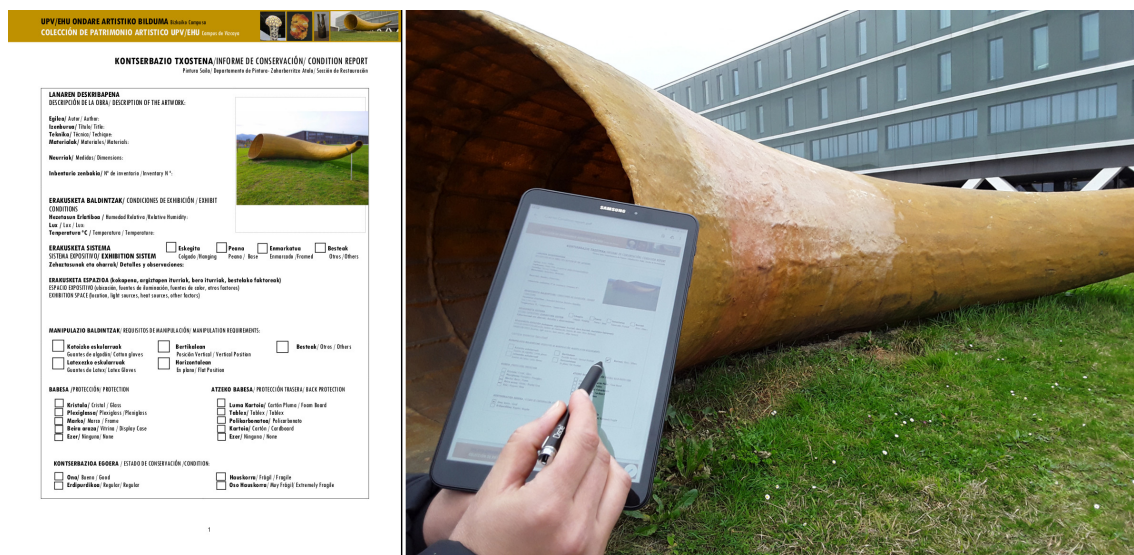 UPV/EHU ONDARE ARTISTIKO BILDUMA Bizkaiko Campusa
COLECCIÓN DE PATRIMONIO ARTISTICO UPV/EHU Campus de Vizcaya
KONTSERBAZIO TXOSTENA/INFORME DE CONSERVACIÓN/ CONDITION REPORT
Pintura Saila/ Departamento de Pintura- Zaharberritze Atala/ Sección de Restauración
LANAREN DESKRIBAPENA
DESCRIPCIÓN DE LA OBRA/ DESCRIPTION OF THE ARTWORK:
Egilea/ Autor / Author:
Izenburua/ Título/ Title:
Teknika/ Técnica/ Techique:
Materialak/ Materiales/ Materials:
Neurriak/ Medidas/ Dimensions:
Inbentario zenbakia/ Nº de inventario /Inventary N º:
ERAKUSKETA BALDINTZAK/ CONDICIONES DE EXHIBICIÓN / EXHIBIT
CONDITIONS
Hezetasun Erlatiboa / Humedad Relativa /Relative Humidity:
Lux / Lux / Lux:
Temperatura ºC / Temperatura / Temperature:
ERAKUSKETA SISTEMA
SISTEMA EXPOSITIVO/ EXHIBITION SISTEM
Eskegita
Colgado /Hanging
Peana
Peana / Base
Enmarkatua
Enmarcada /Framed
Besteak
Otros /Others
Zehaztasunak eta oharrak/ Detalles y observaciones:
ERAKUSKETA ESPAZIOA (kokapena, argiztapen iturriak, bero iturriak, bestelako faktoreak)
ESPACIO EXPOSITIVO (ubicación, fuentes de iluminación, fuentes de calor, otros factores)
EXHIBITION SPACE (location, light sources, heat sources, other factors)
MANIPULAZIO BALDINTZAK/ REQUISITOS DE MANIPULACIÓN/ MANIPULATION REQUIREMENTS:
Kotoizko eskularruak
Guantes de algodón/ Cotton gloves
Latexezko eskularruak
Guantes de Latex/ Latex Gloves
Bertikalean
Posición Vertical / Vertical Position
Horizontalean
En plano/ Flat Position
Besteak/ Otros / Others
BABESA /PROTECCIÓN/ PROTECTION
Kristala/ Cristal / Glass
Plexiglassa/ Plexiglass /Plexiglass
Marko/ Marco / Frame
Beira araza/ Vitrina / Display Case
Ezer/ Ninguna/ None
ATZEKO BABESA/ PROTECCIÓN TRASERA/ BACK PROTECTION
Luma Kartoia/ Cartón Pluma / Foam Board
Tablex/ Tablex / Tablex
Polikarbonatoa/ Policarbonato
Kartoia/ Cartón / Cardboard
Ezer/ Ninguna / None
KONTSERBAZIOA EGOERA / ESTADO DE CONSERVACIÓN /CONDITION:
Ona/ Bueno / Good
Erdipurdikoa/ Regular/ Regular
Hauskorra/ Frágil / Fragile
Oso Hauskorra/ Muy Frágil/ Extremely Fragile
1
SAMSUNG